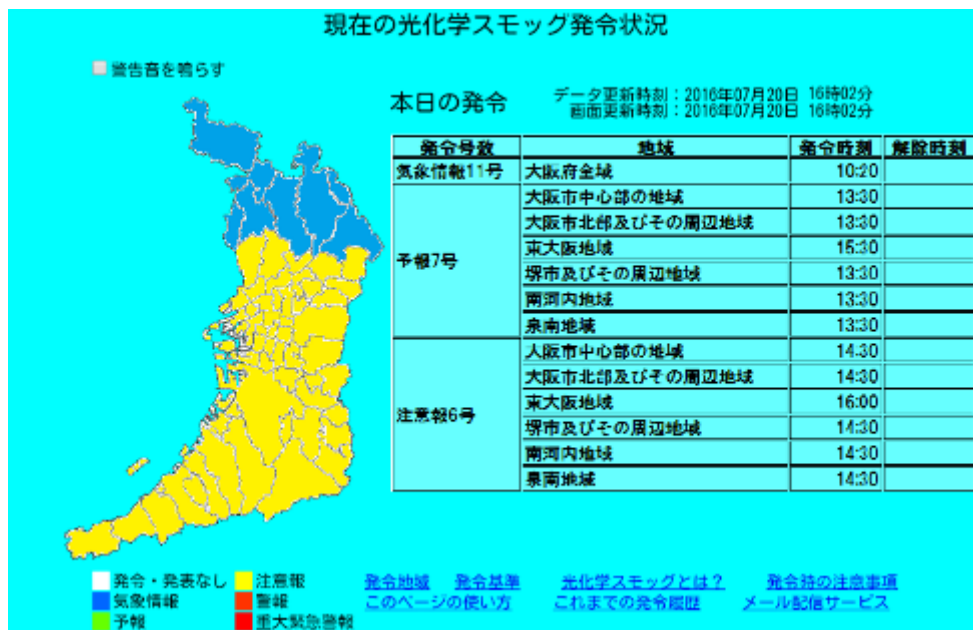 現在の光化学スモッグ発令状況
警告音を鳴らす
本日の発令
データ更新時刻：2016年07月20日 16時02分
画面更新時刻：2016年07月20日 16時02分
発令号数 地域 発令時刻 解除時刻
気象情報11号 大阪府全域 10:20
予報7号
大阪市中心部の地域 13:30
大阪市北部及びその周辺地域 13:30
東大阪地域 15:30
堺市及びその周辺地域 13:30
南河内地域 13:30
泉南地域 13:30
注意報6号
大阪市中心部の地域 14:30
大阪市北部及びその周辺地域 14:30
東大阪地域 16:00
堺市及びその周辺地域 14:30
南河内地域 14:30
泉南地域 14:30
発令・発表なし 注意報
気象情報 警報
予報 重大緊急警報
発令地域 発令基準 光化学スモッグとは？ 発令時の注意事項
このページの使い方 これまでの発令履歴 メール配信サービス